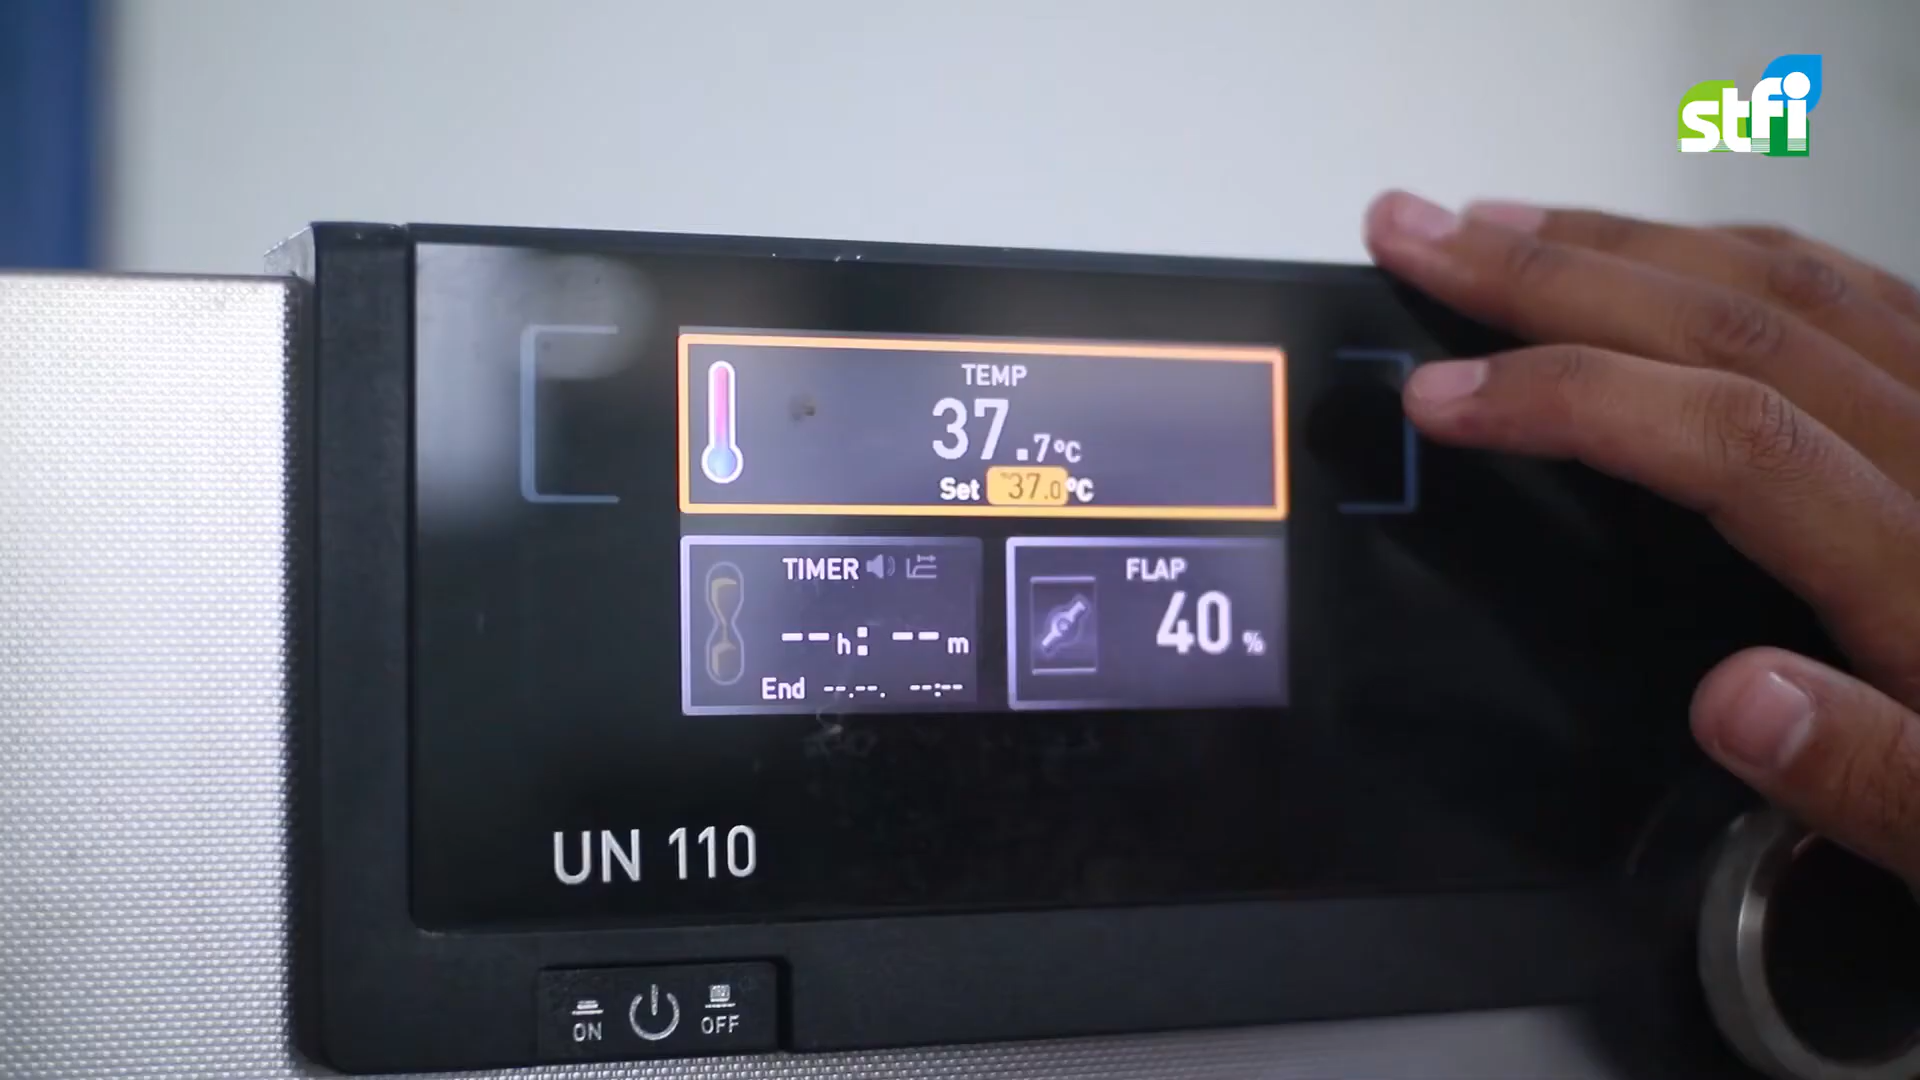 stfi
TEMP
37.7°C
Set 37.0°C
TIMER
--h: --m
End --.--. --:--
FLAP
40 %
UN 110
ON
OFF